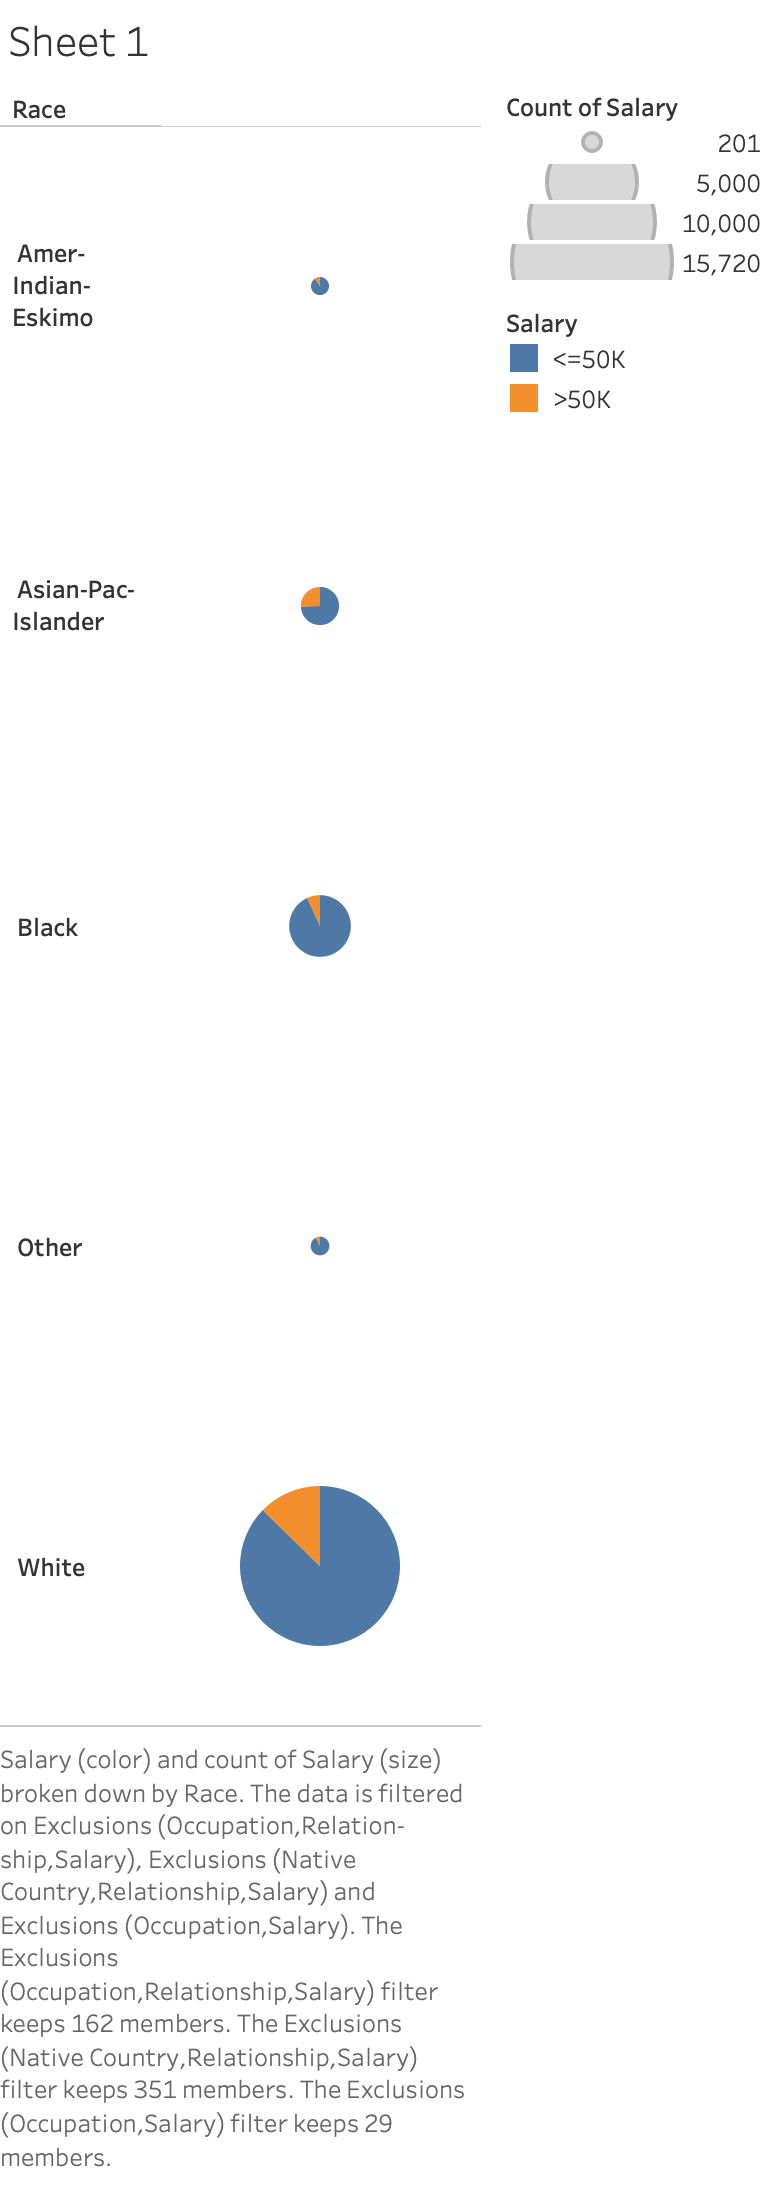 Sheet 1
Race
Amer-
Indian-
Eskimo
Asian-Pac-
Islander
Black
Other
White
Count of Salary
201
5,000
10,000
15,720
Salary
<=50K
>50K
Salary (color) and count of Salary (size)
broken down by Race. The data is filtered
on Exclusions (Occupation,Relation-
ship,Salary), Exclusions (Native
Country,Relationship,Salary) and
Exclusions (Occupation,Salary). The
Exclusions
(Occupation,Relationship,Salary) filter
keeps 162 members. The Exclusions
(Native Country,Relationship,Salary)
filter keeps 351 members. The Exclusions
(Occupation,Salary) filter keeps 29
members.